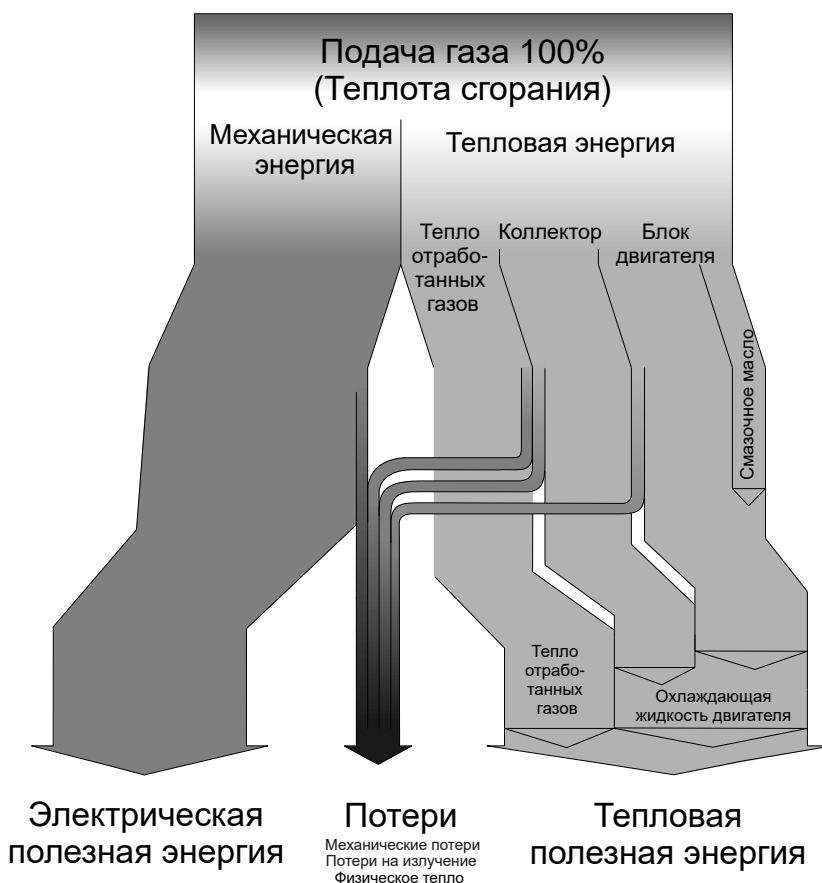 Подача газа 100%
(Теплота сгорания)
Механическая
энергия
Тепловая энергия
Тепло
отрабо-
танных
газов
Коллектор
Блок
двигателя
Смазочное масло
Тепло
отрабо-
танных
газов
Охлаждающая
жидкость двигателя
Электрическая
полезная энергия
Потери
Механические потери
Потери на излучение
Физическое тепло
Тепловая
полезная энергия